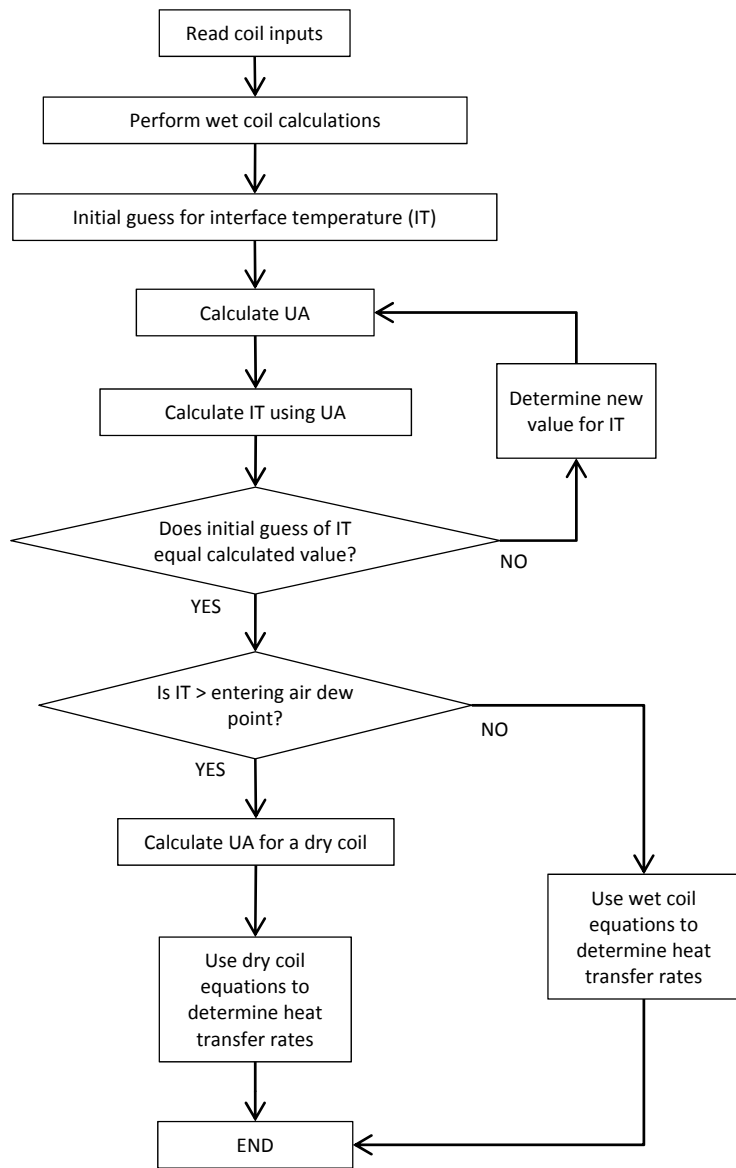 Read coil inputs
Perform wet coil calculations
Initial guess for interface temperature (IT)
Calculate UA
Calculate IT using UA
Determine new
value for IT
Does initial guess of IT
equal calculated value?
NO
YES
Is IT > entering air dew
point?
NO
YES
Calculate UA for a dry coil
Use wet coil
equations to
determine heat
transfer rates
Use dry coil
equations to
determine heat
transfer rates
END